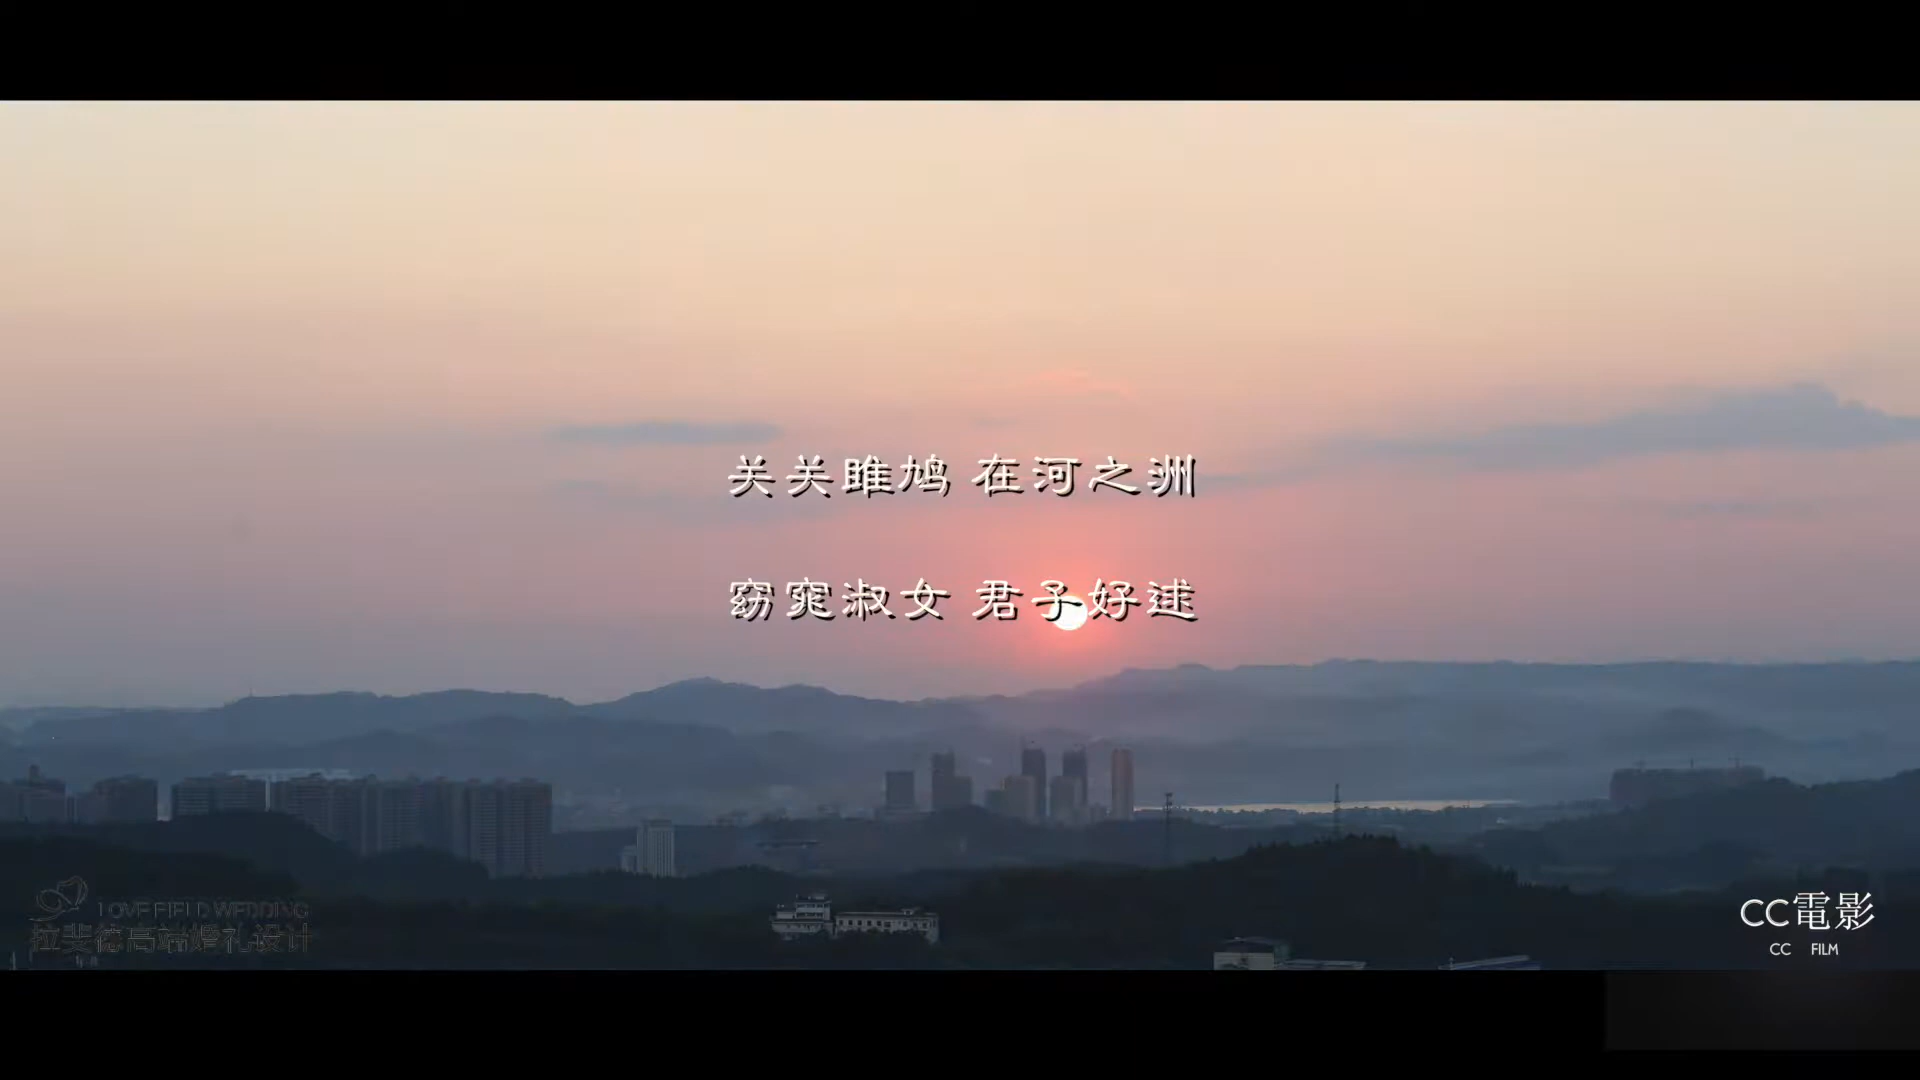 关关雎鸠 在河之洲
窈窕淑女 君子好逑
LOVE FIELD WEDDING
拉斐德高端婚礼设计
CC電影
CC FILM